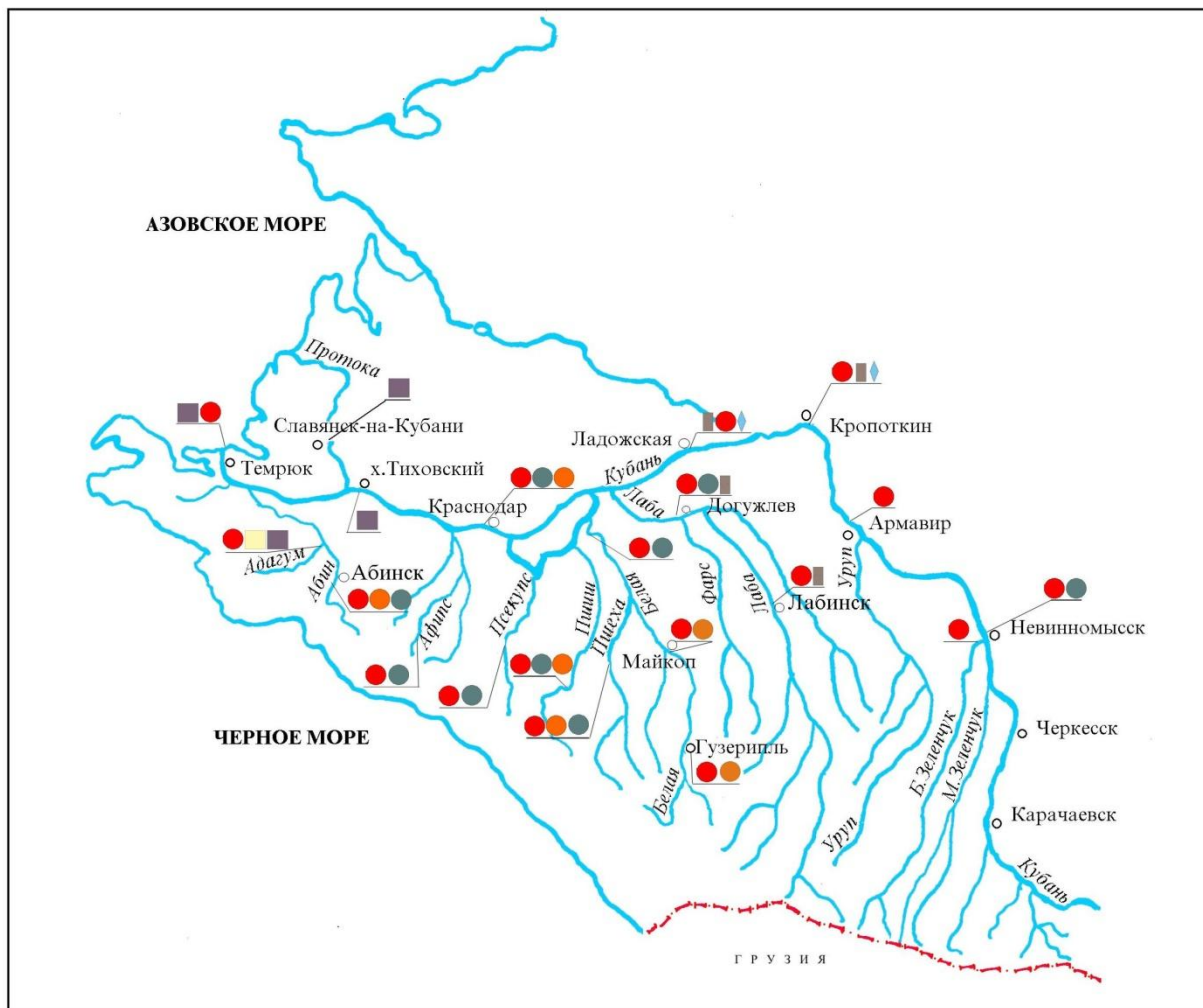 АЗОВСКОЕ МОРЕ
Протока
Славянск-на-Кубани
Темрюк
х.Тиховский
Ладожская
Кропоткин
Кубань
Краснодар
Лаба
Догужлев
Армавир
Уруп
Адагум
Абин
Абинск
Афипс
Псекупс
Пшиш
Пшеха
Белая
Фарс
Лаба
Лабинск
Невинномысск
Майкоп
ЧЕРНОЕ МОРЕ
Гузерипль
Белая
Б.Зеленчук
М.Зеленчук
Черкесск
Уруп
Карачаевск
Кубань
ГРУЗИЯ